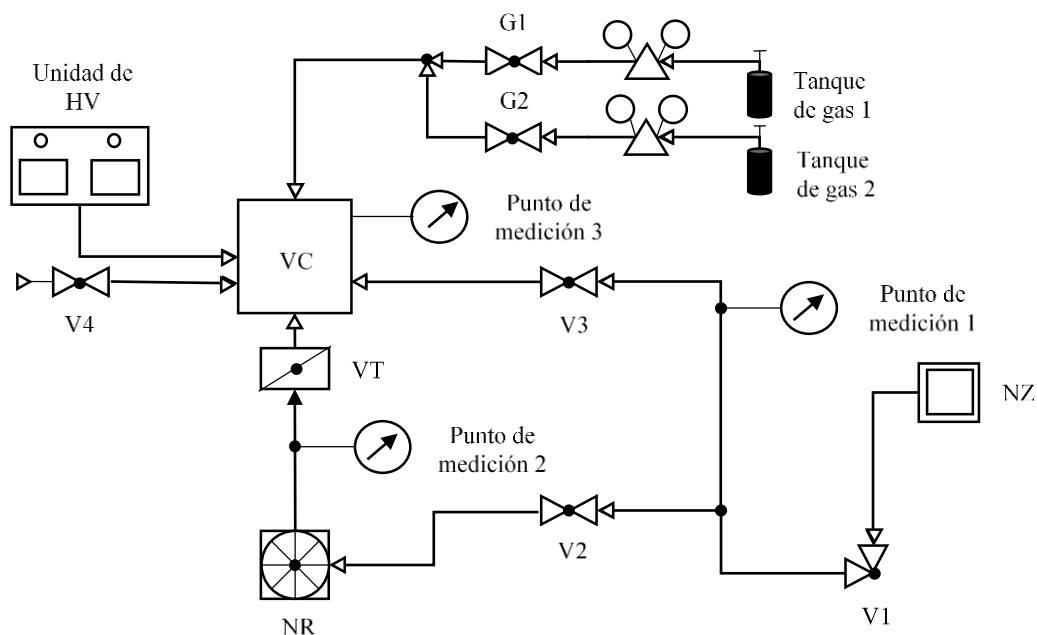 G1
Unidad de
HV
Tanque
de gas 1
G2
Tanque
de gas 2
Punto de
medición 3
VC
V4
V3
Punto de
medición 1
VT
NZ
Punto de
medición 2
V2
V1
NR